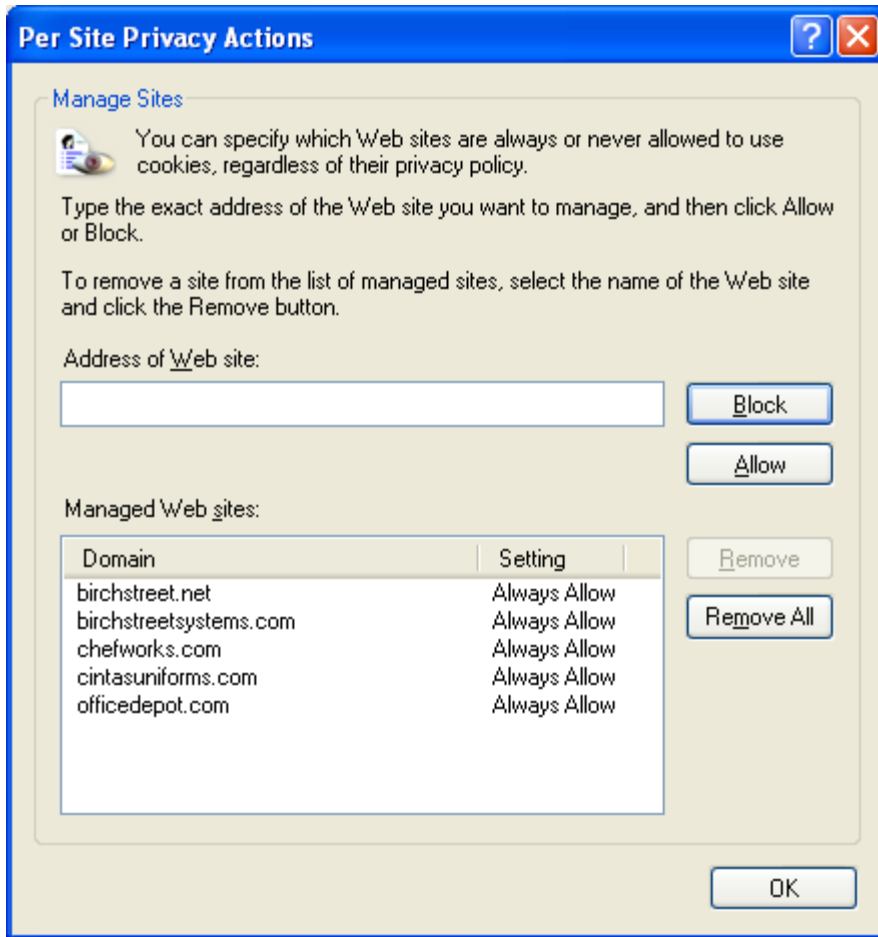 Per Site Privacy Actions
Manage Sites
You can specify which Web sites are always or never allowed to use
cookies, regardless of their privacy policy.
Type the exact address of the Web site you want to manage, and then click Allow
or Block.
To remove a site from the list of managed sites, select the name of the Web site
and click the Remove button.
Address of Web site:
Block
Allow
Managed Web sites:
Domain Setting
Remove
birchstreet.net Always Allow
birchstreetsystems.com Always Allow
Remove All
chefworks.com Always Allow
cintasuniforms.com Always Allow
officedepot.com Always Allow
OK